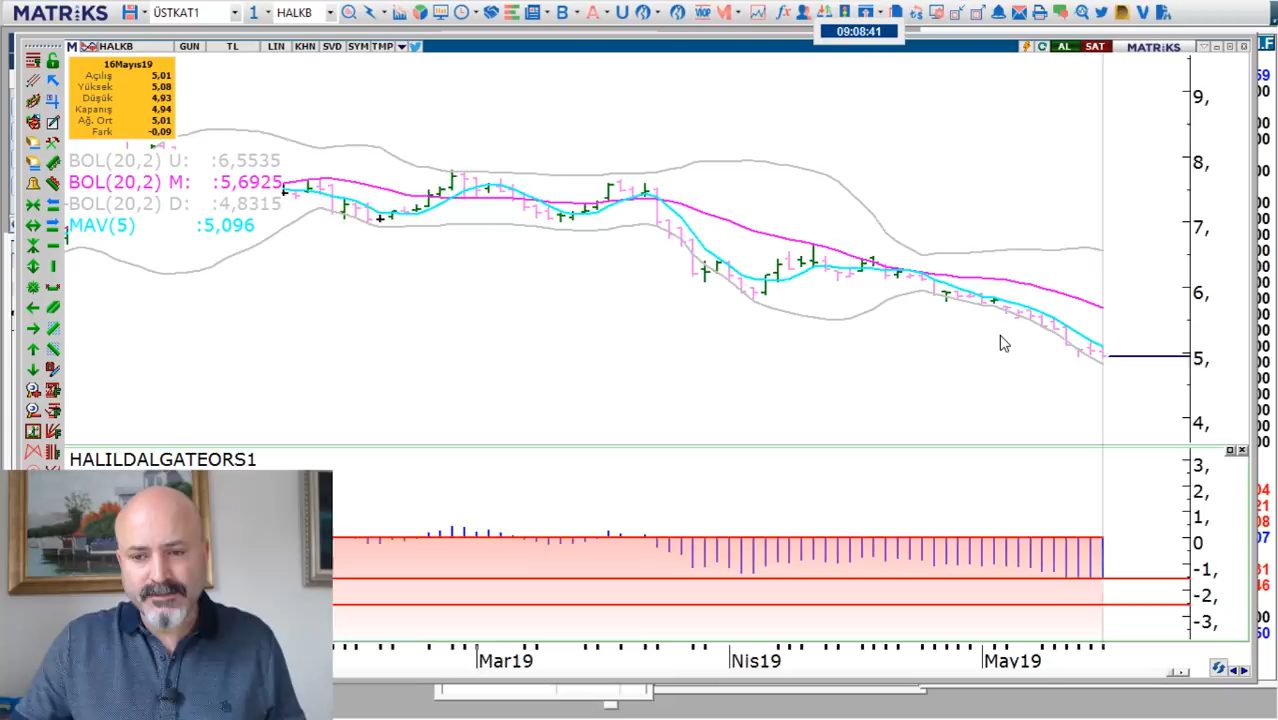 MATRİKS ÜSTKAT1 1 HALKB
09:08:41
M HALKB GUN TL LIN KHN SVD SYM TMP AL SAT MATRİKS
16Mayıs19
Açılış 5,01
Yüksek 5,08
Düşük 4,93
Kapanış 4,94
Ağ. Ort 5,01
Fark -0,09
BOL(20,2) U: :6,5535
BOL(20,2) M: :5,6925
BOL(20,2) D: :4,8315
MAV(5) :5,096
9,
8,
7,
6,
5,
4,
HALILDALGATEORS1
3,
2,
1,
0
-1,
-2,
-3,
Mar19 Nis19 May19